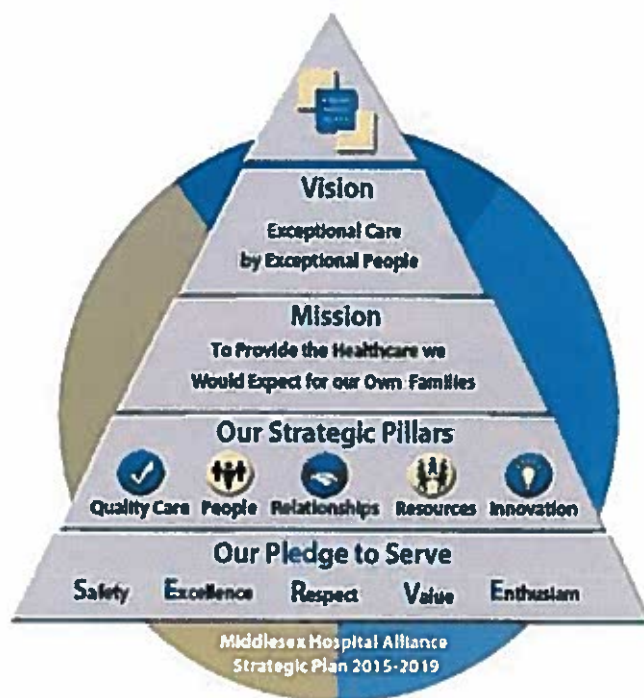 Vision
Exceptional Care
by Exceptional People
Mission
To Provide the Healthcare we
Would Expect for our Own Families
Our Strategic Pillars
Quality Care People Relationships Resources Innovation
Our Pledge to Serve
Safety Excellence Respect Value Enthusiasm
Middlesex Hospital Alliance
Strategic Plan 2015-2019